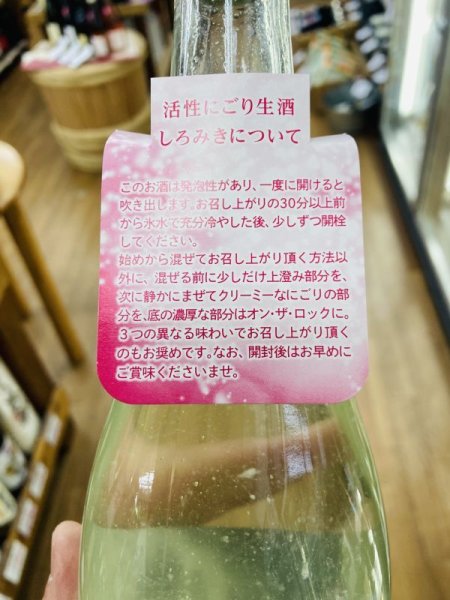 活性にごり生酒
しろみきについて
このお酒は発泡性があり、一度に開けると
吹き出します。お召し上がりの30分以上前
から氷水で充分冷やした後、少しずつ開栓
してください。
始めから混ぜてお召し上がり頂く方法以
外に、混ぜる前に少しだけ上澄み部分を、
次に静かにまぜてクリーミーなにごりの部
分を、底の濃厚な部分はオン・ザ・ロックに。
3つの異なる味わいでお召し上がり頂く
のもお奨めです。なお、開封後はお早めに
ご賞味くださいませ。